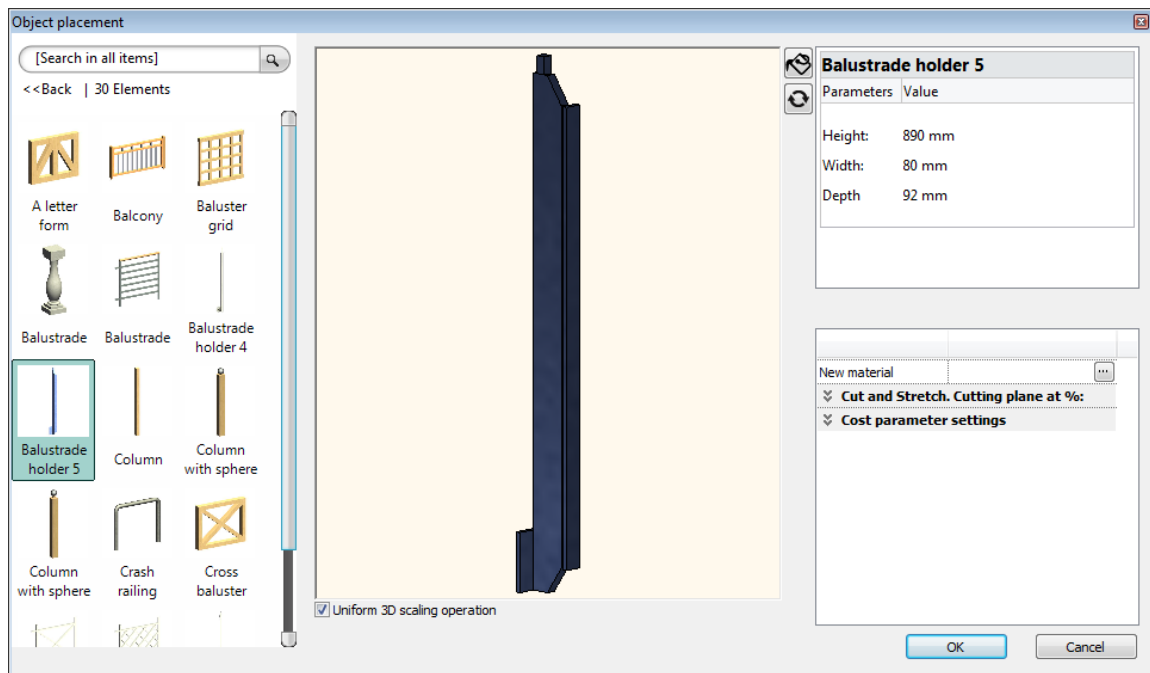 Object placement
[Search in all items]
<<Back | 30 Elements
A letter
form
Balcony
Baluster
grid
Balustrade
Balustrade
Balustrade
holder 4
Balustrade
holder 5
Column
Column
with sphere
Column
with sphere
Crash
railing
Cross
baluster
Uniform 3D scaling operation
Balustrade holder 5
Parameters Value
Height: 890 mm
Width: 80 mm
Depth 92 mm
New material ...
Cut and Stretch. Cutting plane at %:
Cost parameter settings
OK Cancel